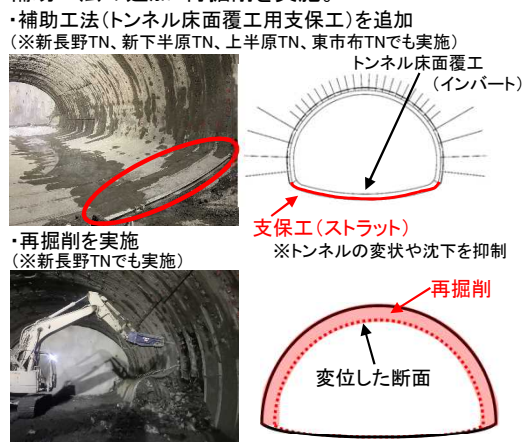 ・補助工法(トンネル床面覆工用支保工)を追加
(※新長野TN、新下半原TN、上半原TN、東市布TNでも実施)
トンネル床面覆工
(インバート)
支保工(ストラット)
※トンネルの変状や沈下を抑制
・再掘削を実施
(※新長野TNでも実施)
再掘削
変位した断面